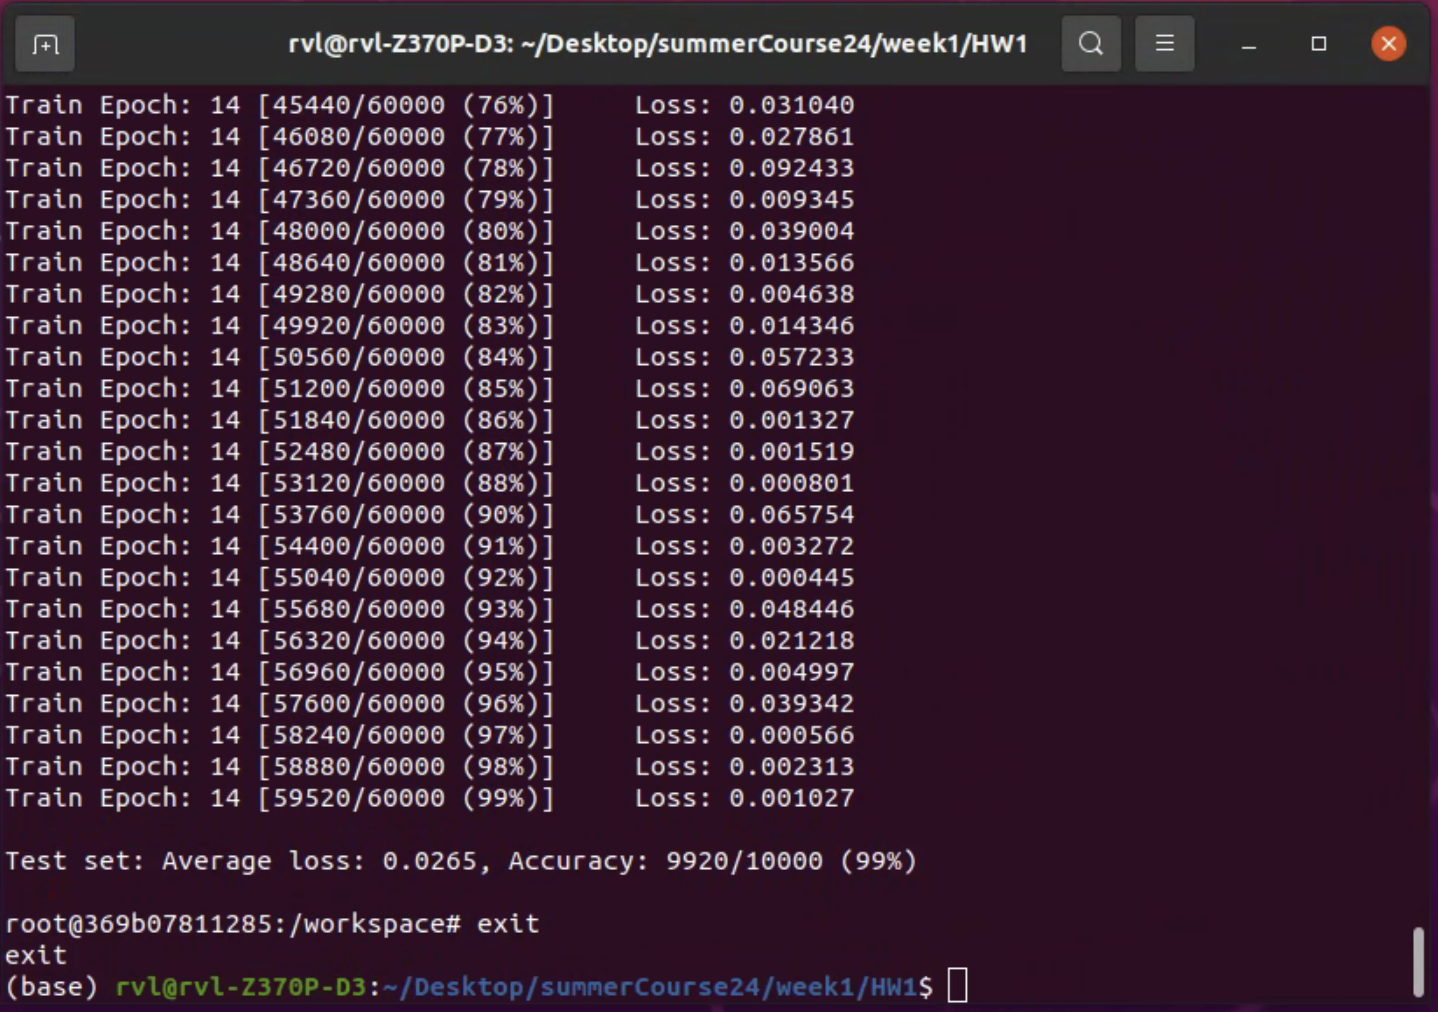 rvl@rvl-Z370P-D3: ~/Desktop/summerCourse24/week1/HW1
Train Epoch: 14 [45440/60000 (76%)]     Loss: 0.031040
Train Epoch: 14 [46080/60000 (77%)]     Loss: 0.027861
Train Epoch: 14 [46720/60000 (78%)]     Loss: 0.092433
Train Epoch: 14 [47360/60000 (79%)]     Loss: 0.009345
Train Epoch: 14 [48000/60000 (80%)]     Loss: 0.039004
Train Epoch: 14 [48640/60000 (81%)]     Loss: 0.013566
Train Epoch: 14 [49280/60000 (82%)]     Loss: 0.004638
Train Epoch: 14 [49920/60000 (83%)]     Loss: 0.014346
Train Epoch: 14 [50560/60000 (84%)]     Loss: 0.057233
Train Epoch: 14 [51200/60000 (85%)]     Loss: 0.069063
Train Epoch: 14 [51840/60000 (86%)]     Loss: 0.001327
Train Epoch: 14 [52480/60000 (87%)]     Loss: 0.001519
Train Epoch: 14 [53120/60000 (88%)]     Loss: 0.000801
Train Epoch: 14 [53760/60000 (90%)]     Loss: 0.065754
Train Epoch: 14 [54400/60000 (91%)]     Loss: 0.003272
Train Epoch: 14 [55040/60000 (92%)]     Loss: 0.000445
Train Epoch: 14 [55680/60000 (93%)]     Loss: 0.048446
Train Epoch: 14 [56320/60000 (94%)]     Loss: 0.021218
Train Epoch: 14 [56960/60000 (95%)]     Loss: 0.004997
Train Epoch: 14 [57600/60000 (96%)]     Loss: 0.039342
Train Epoch: 14 [58240/60000 (97%)]     Loss: 0.000566
Train Epoch: 14 [58880/60000 (98%)]     Loss: 0.002313
Train Epoch: 14 [59520/60000 (99%)]     Loss: 0.001027
Test set: Average loss: 0.0265, Accuracy: 9920/10000 (99%)
root@369b07811285:/workspace# exit
exit
(base) rvl@rvl-Z370P-D3:~/Desktop/summerCourse24/week1/HW1$